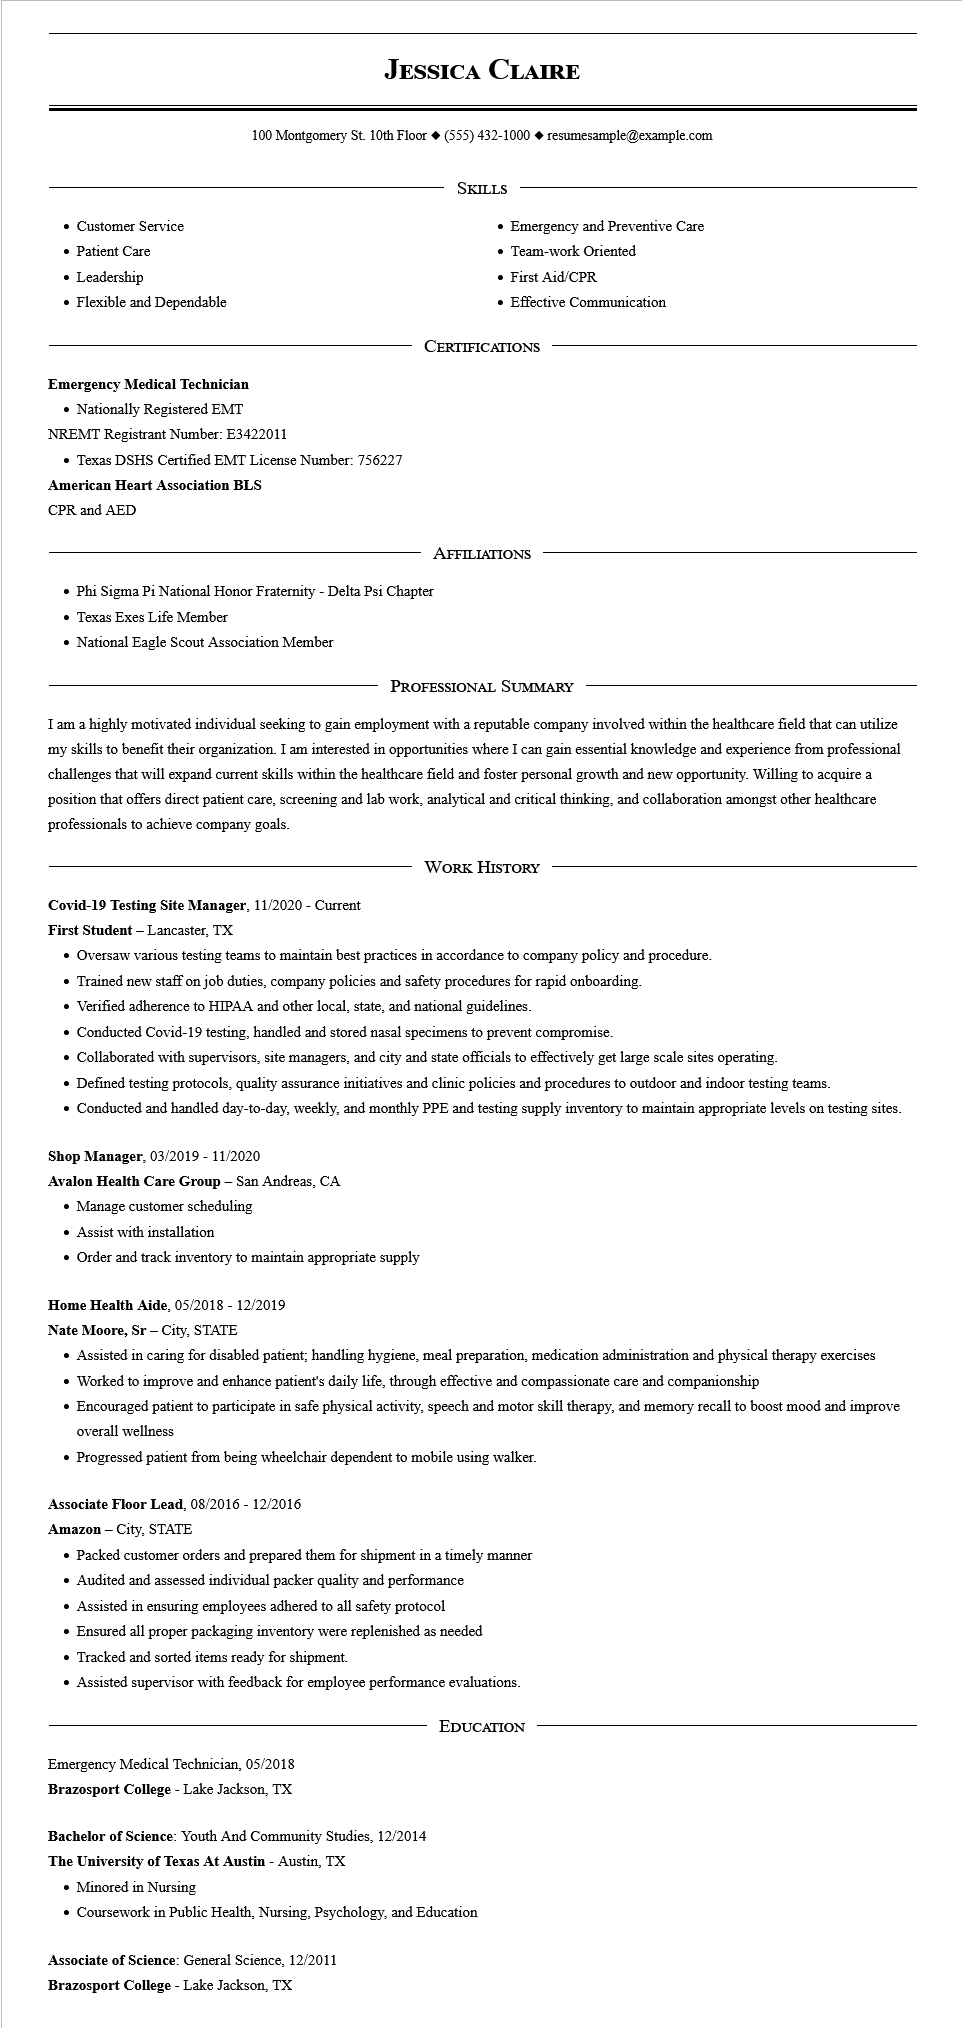 Jessica Claire
100 Montgomery St. 10th Floor ◆ (555) 432-1000 ◆ resumesample@example.com
Skills
• Customer Service
• Patient Care
• Leadership
• Flexible and Dependable
• Emergency and Preventive Care
• Team-work Oriented
• First Aid/CPR
• Effective Communication
Certifications
Emergency Medical Technician
• Nationally Registered EMT
NREMT Registrant Number: E3422011
• Texas DSHS Certified EMT License Number: 756227
American Heart Association BLS
CPR and AED
Affiliations
• Phi Sigma Pi National Honor Fraternity - Delta Psi Chapter
• Texas Exes Life Member
• National Eagle Scout Association Member
Professional Summary
I am a highly motivated individual seeking to gain employment with a reputable company involved within the healthcare field that can utilize
my skills to benefit their organization. I am interested in opportunities where I can gain essential knowledge and experience from professional
challenges that will expand current skills within the healthcare field and foster personal growth and new opportunity. Willing to acquire a
position that offers direct patient care, screening and lab work, analytical and critical thinking, and collaboration amongst other healthcare
professionals to achieve company goals.
Work History
Covid-19 Testing Site Manager, 11/2020 - Current
First Student – Lancaster, TX
• Oversaw various testing teams to maintain best practices in accordance to company policy and procedure.
• Trained new staff on job duties, company policies and safety procedures for rapid onboarding.
• Verified adherence to HIPAA and other local, state, and national guidelines.
• Conducted Covid-19 testing, handled and stored nasal specimens to prevent compromise.
• Collaborated with supervisors, site managers, and city and state officials to effectively get large scale sites operating.
• Defined testing protocols, quality assurance initiatives and clinic policies and procedures to outdoor and indoor testing teams.
• Conducted and handled day-to-day, weekly, and monthly PPE and testing supply inventory to maintain appropriate levels on testing sites.
Shop Manager, 03/2019 - 11/2020
Avalon Health Care Group – San Andreas, CA
• Manage customer scheduling
• Assist with installation
• Order and track inventory to maintain appropriate supply
Home Health Aide, 05/2018 - 12/2019
Nate Moore, Sr – City, STATE
• Assisted in caring for disabled patient; handling hygiene, meal preparation, medication administration and physical therapy exercises
• Worked to improve and enhance patient's daily life, through effective and compassionate care and companionship
• Encouraged patient to participate in safe physical activity, speech and motor skill therapy, and memory recall to boost mood and improve
overall wellness
• Progressed patient from being wheelchair dependent to mobile using walker.
Associate Floor Lead, 08/2016 - 12/2016
Amazon – City, STATE
• Packed customer orders and prepared them for shipment in a timely manner
• Audited and assessed individual packer quality and performance
• Assisted in ensuring employees adhered to all safety protocol
• Ensured all proper packaging inventory were replenished as needed
• Tracked and sorted items ready for shipment.
• Assisted supervisor with feedback for employee performance evaluations.
Education
Emergency Medical Technician, 05/2018
Brazosport College - Lake Jackson, TX
Bachelor of Science: Youth And Community Studies, 12/2014
The University of Texas At Austin - Austin, TX
• Minored in Nursing
• Coursework in Public Health, Nursing, Psychology, and Education
Associate of Science: General Science, 12/2011
Brazosport College - Lake Jackson, TX